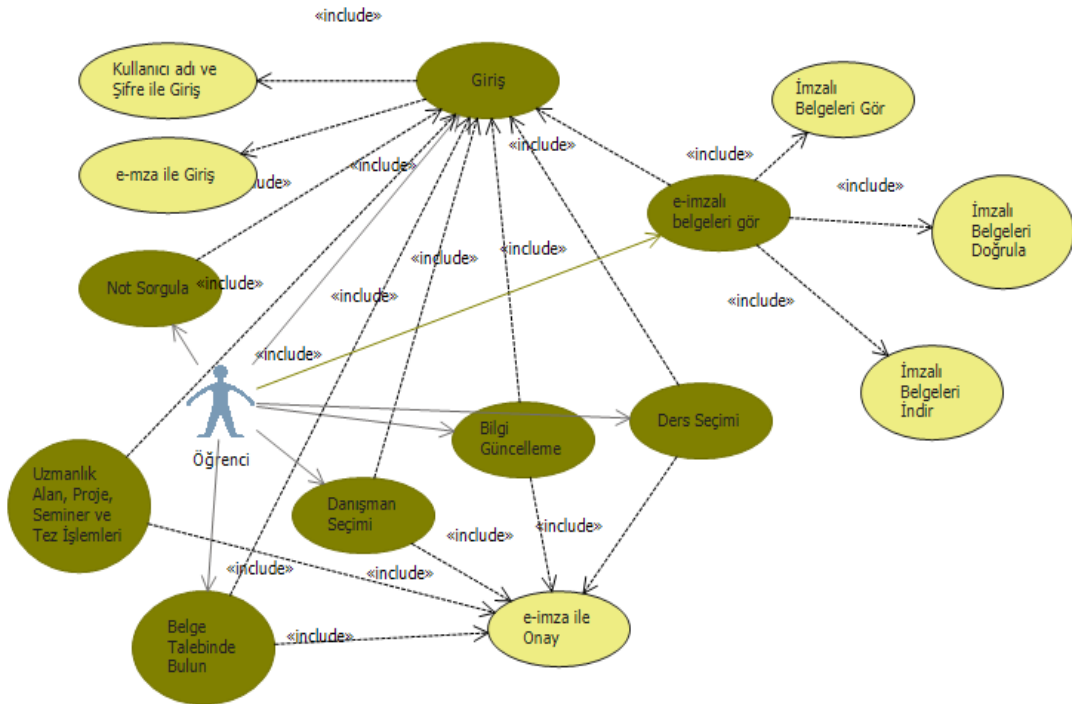 «include»
Kullanıcı adı ve
Şifre ile Giriş
Giriş
İmzalı
Belgeleri Gör
e-mza ile Giriş
«include»
«include»
«include»
«include»
e-imzalı
belgeleri gör
İmzalı
Belgeleri
Doğrula
«include»
«include»
Not Sorgula
«include»
«include»
«include»
«include»
İmzalı
Belgeleri
İndir
Öğrenci
Bilgi
Güncelleme
Ders Seçimi
Uzmanlık
Alan, Proje,
Seminer ve
Tez İşlemleri
Danışman
Seçimi
«include»
«include»
«include»
«include»
Belge
Talebinde
Bulun
«include»
e-imza ile
Onay